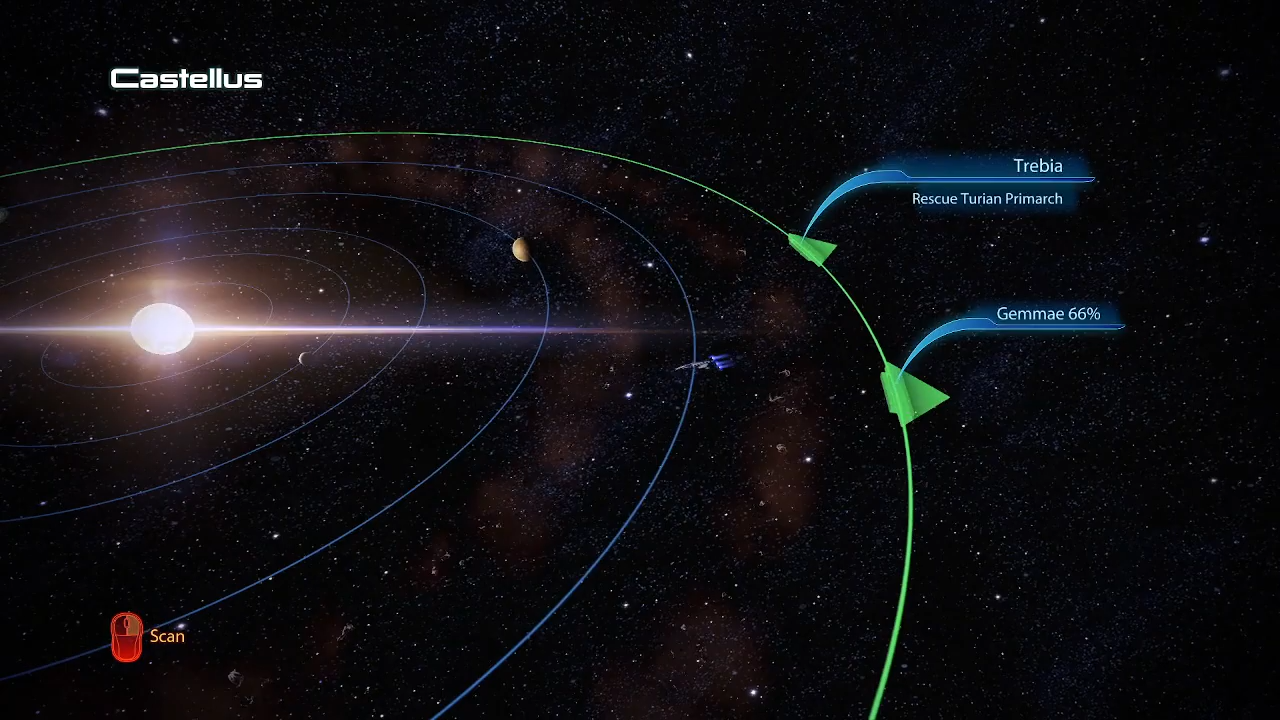 Castellus
Trebia
Rescue Turian Primarch
Gemmae 66%
Scan